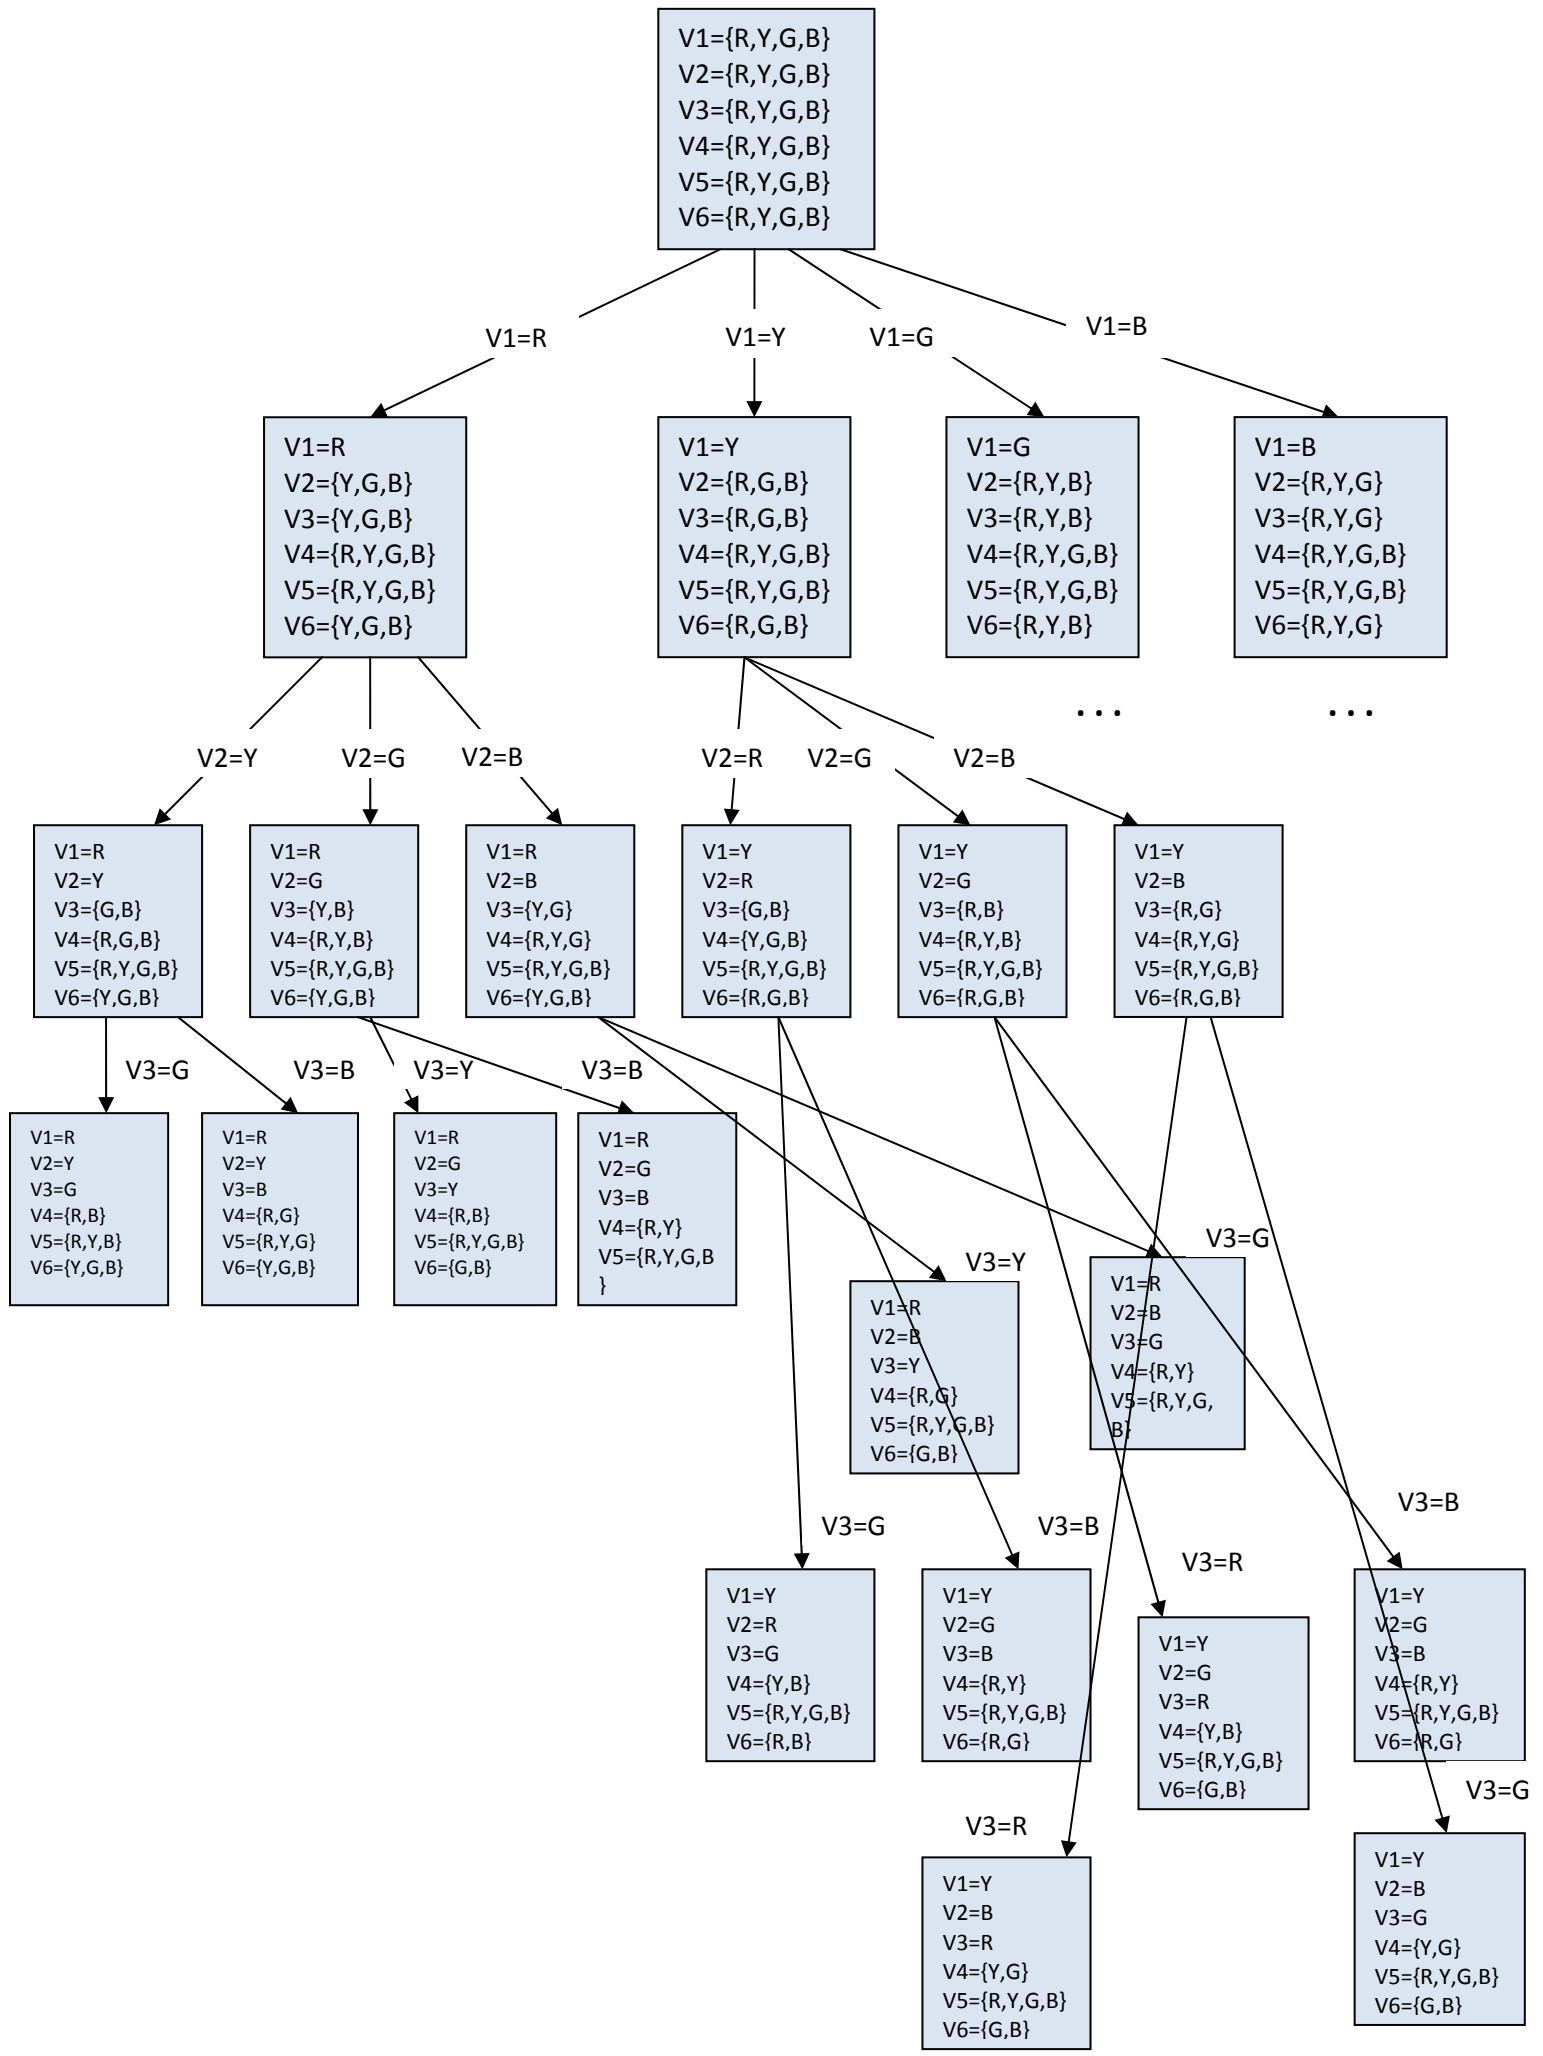 V1={R,Y,G,B}
V2={R,Y,G,B}
V3={R,Y,G,B}
V4={R,Y,G,B}
V5={R,Y,G,B}
V6={R,Y,G,B}
V1=R
V1=Y
V1=G
V1=B
V1=R
V2={Y,G,B}
V3={Y,G,B}
V4={R,Y,G,B}
V5={R,Y,G,B}
V6={Y,G,B}
V1=Y
V2={R,G,B}
V3={R,G,B}
V4={R,Y,G,B}
V5={R,Y,G,B}
V6={R,G,B}
V1=G
V2={R,Y,B}
V3={R,Y,B}
V4={R,Y,G,B}
V5={R,Y,G,B}
V6={R,Y,B}
V1=B
V2={R,Y,G}
V3={R,Y,G}
V4={R,Y,G,B}
V5={R,Y,G,B}
V6={R,Y,G}
...
...
V2=Y
V2=G
V2=B
V2=R
V2=G
V2=B
V1=R
V2=Y
V3={G,B}
V4={R,G,B}
V5={R,Y,G,B}
V6={Y,G,B}
V1=R
V2=G
V3={Y,B}
V4={R,Y,B}
V5={R,Y,G,B}
V6={Y,G,B}
V1=R
V2=B
V3={Y,G}
V4={R,Y,G}
V5={R,Y,G,B}
V6={Y,G,B}
V1=Y
V2=R
V3={G,B}
V4={Y,G,B}
V5={R,Y,G,B}
V6={R,G,B}
V1=Y
V2=G
V3={R,B}
V4={R,Y,B}
V5={R,Y,G,B}
V6={R,G,B}
V1=Y
V2=B
V3={R,G}
V4={R,Y,G}
V5={R,Y,G,B}
V6={R,G,B}
V3=G
V3=B
V3=Y
V3=B
V1=R
V2=Y
V3=G
V4={R,B}
V5={R,Y,B}
V6={Y,G,B}
V1=R
V2=Y
V3=B
V4={R,G}
V5={R,Y,G}
V6={Y,G,B}
V1=R
V2=G
V3=Y
V4={R,B}
V5={R,Y,G,B}
V6={G,B}
V1=R
V2=G
V3=B
V4={R,Y}
V5={R,Y,G,B
}
V3=Y
V3=G
V1=R
V2=B
V3=Y
V4={R,G}
V5={R,Y,G,B}
V6={G,B}
V1=R
V2=B
V3=G
V4={R,Y}
V5={R,Y,G,
B}
V3=G
V3=B
V3=R
V3=B
V1=Y
V2=R
V3=G
V4={Y,B}
V5={R,Y,G,B}
V6={R,B}
V1=Y
V2=G
V3=B
V4={R,Y}
V5={R,Y,G,B}
V6={R,G}
V1=Y
V2=G
V3=R
V4={Y,B}
V5={R,Y,G,B}
V6={G,B}
V1=Y
V2=G
V3=B
V4={R,Y}
V5={R,Y,G,B}
V6={R,G}
V3=R
V3=G
V1=Y
V2=B
V3=R
V4={Y,G}
V5={R,Y,G,B}
V6={G,B}
V1=Y
V2=B
V3=G
V4={Y,G}
V5={R,Y,G,B}
V6={G,B}